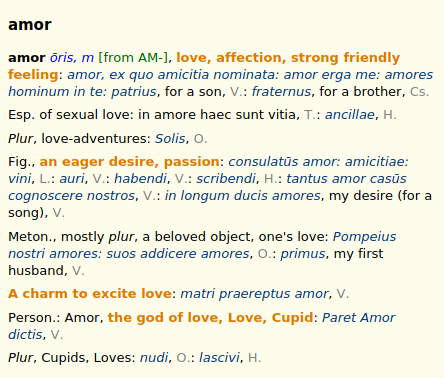 amor
amor ōris, m [from AM-], love, affection, strong friendly
feeling: amor, ex quo amicitia nominata: amor erga me: amores
hominum in te: patrius, for a son, V.: fraternus, for a brother, Cs.
Esp. of sexual love: in amore haec sunt vitia, T.: ancillae, H.
Plur, love-adventures: Solis, O.
Fig., an eager desire, passion: consulatūs amor: amicitiae:
vini, L.: auri, V.: habendi, V.: scribendi, H.: tantus amor casūs
cognoscere nostros, V.: in longum ducis amores, my desire (for a
song), V.
Meton., mostly plur, a beloved object, one's love: Pompeius
nostri amores: suos addicere amores, O.: primus, my first
husband, V.
A charm to excite love: matri praereptus amor, V.
Person.: Amor, the god of love, Love, Cupid: Paret Amor
dictis, V.
Plur, Cupids, Loves: nudi, O.: lascivi, H.